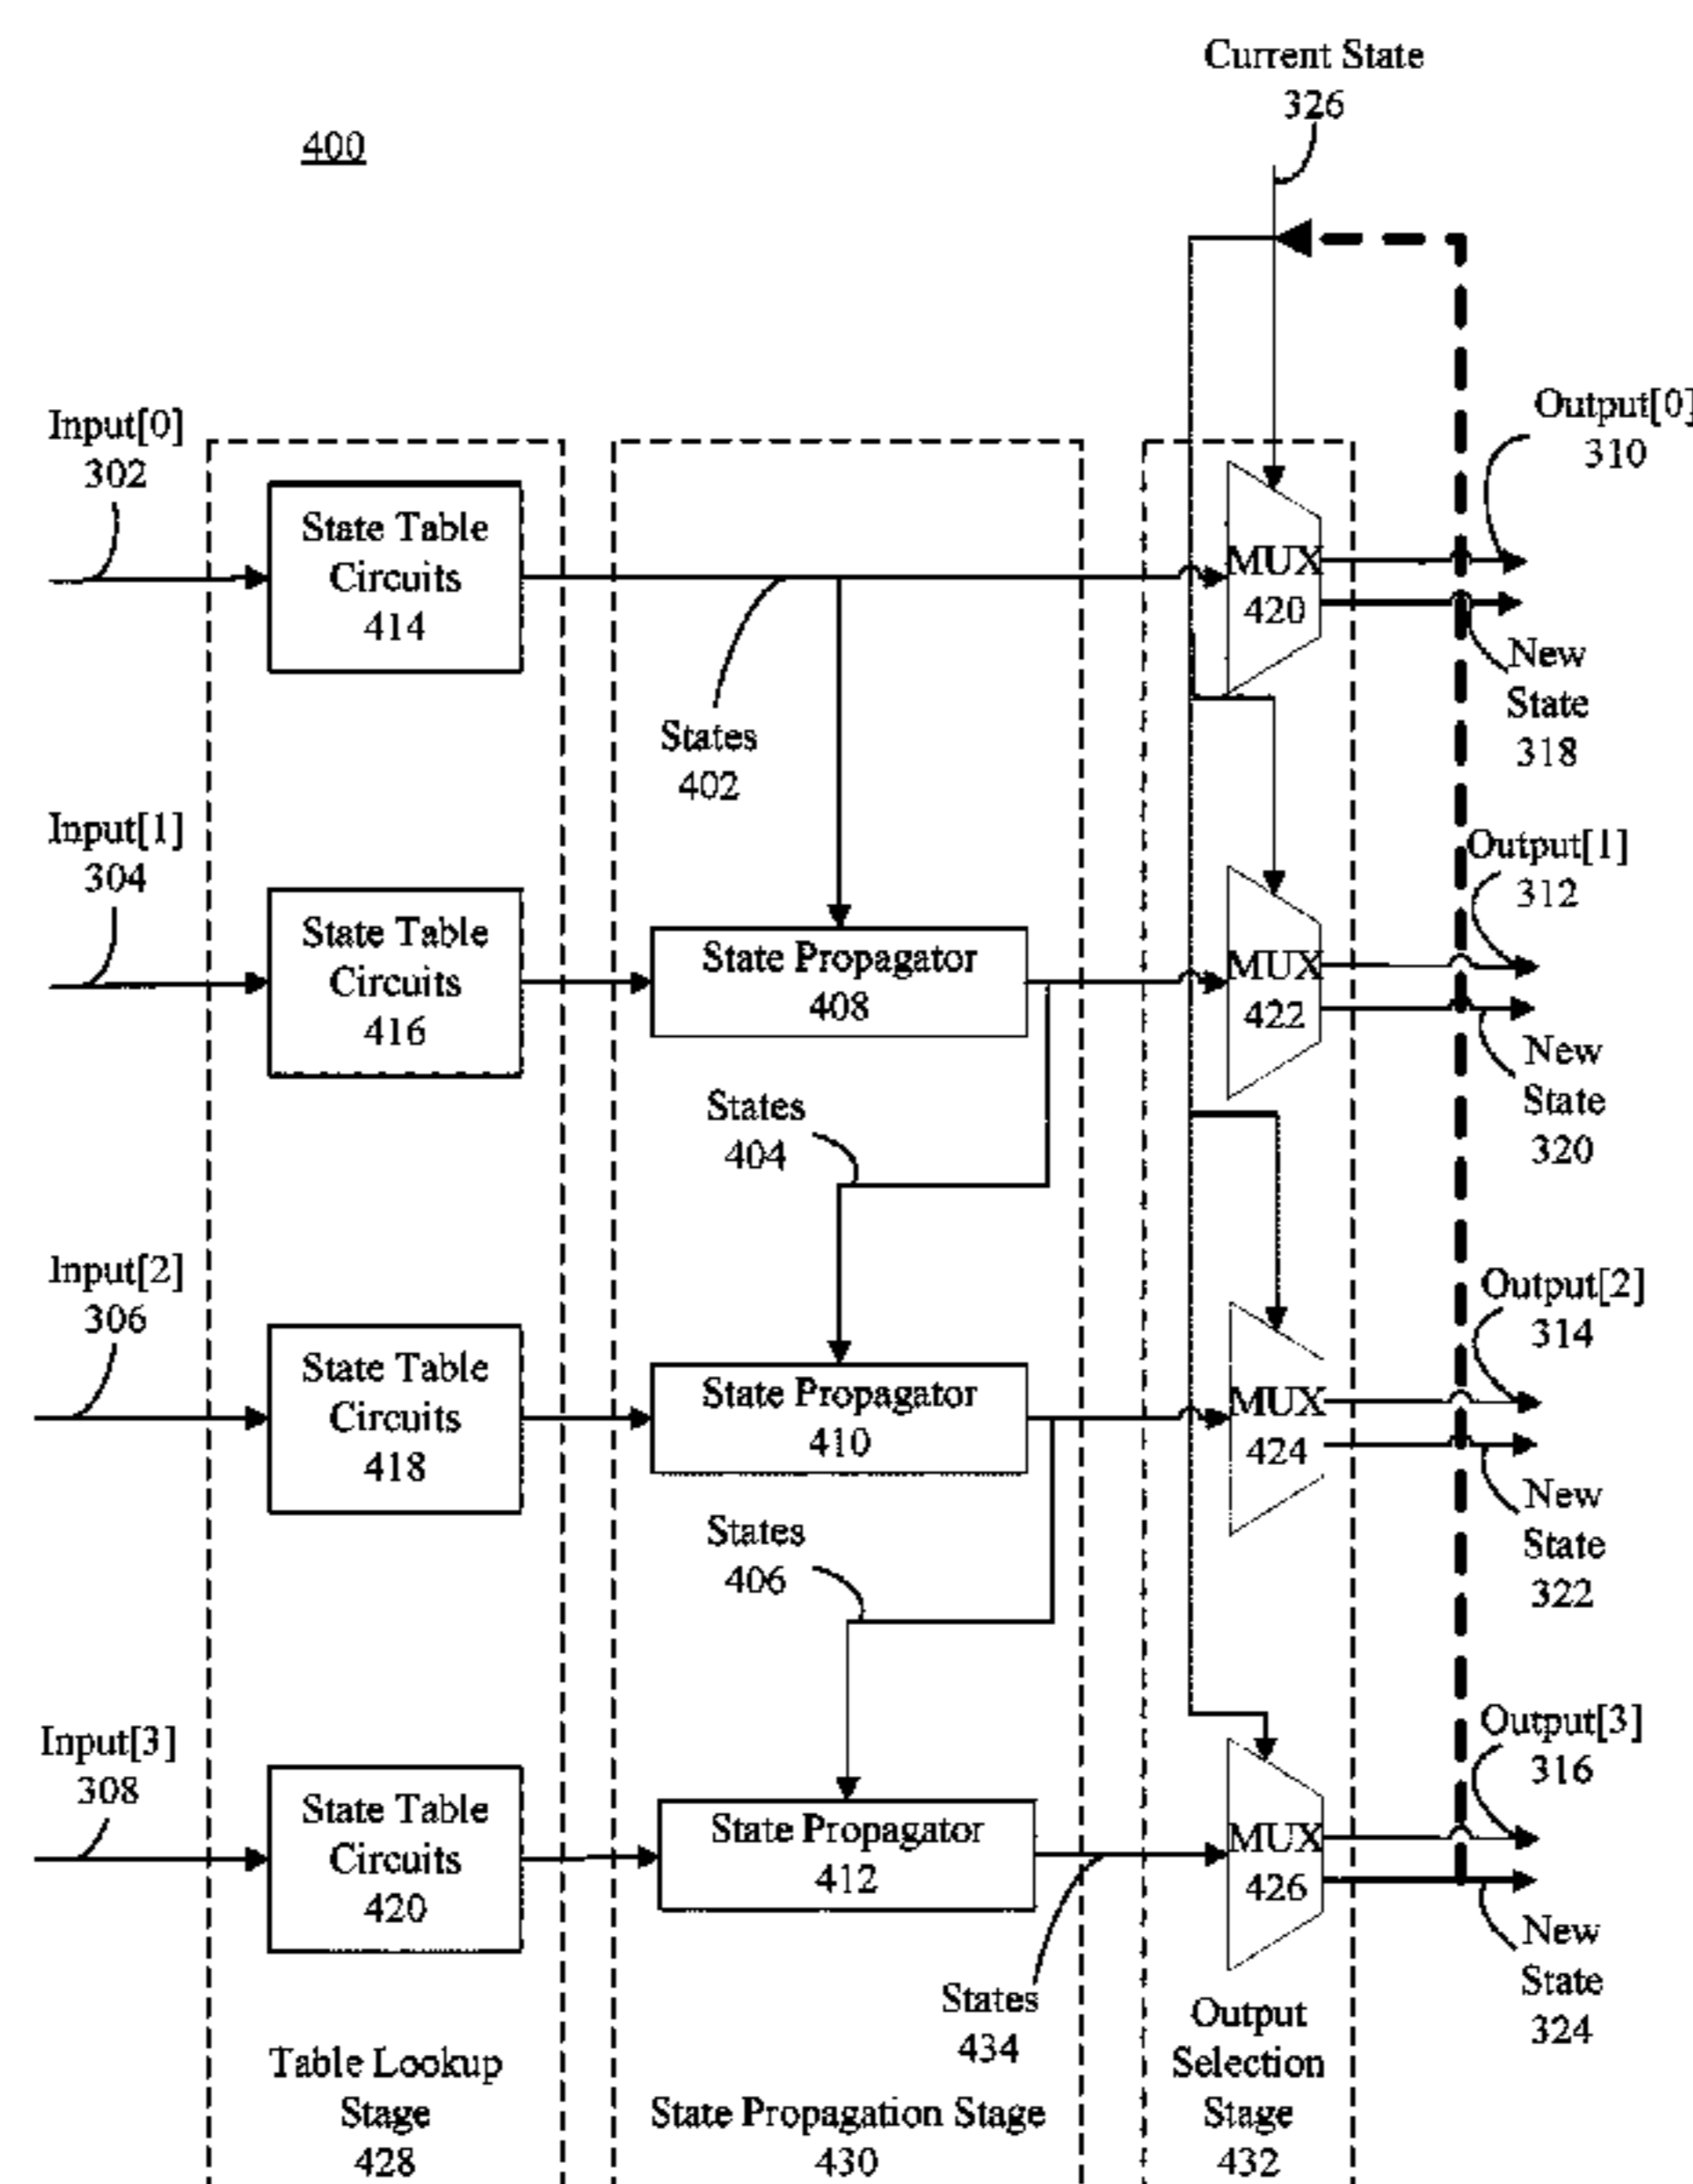 Current State
326
400
Input[0]
302
State Table
Circuits
414
States
402
MUX
420
Output[0]
310
New
State
318
Input[1]
304
State Table
Circuits
416
State Propagator
408
States
404
MUX
422
Output[1]
312
New
State
320
Input[2]
306
State Table
Circuits
418
State Propagator
410
States
406
MUX
424
Output[2]
314
New
State
322
Input[3]
308
State Table
Circuits
420
State Propagator
412
States
434
MUX
426
Output[3]
316
New
State
324
Table Lookup
Stage
428
State Propagation Stage
430
Output
Selection
Stage
432